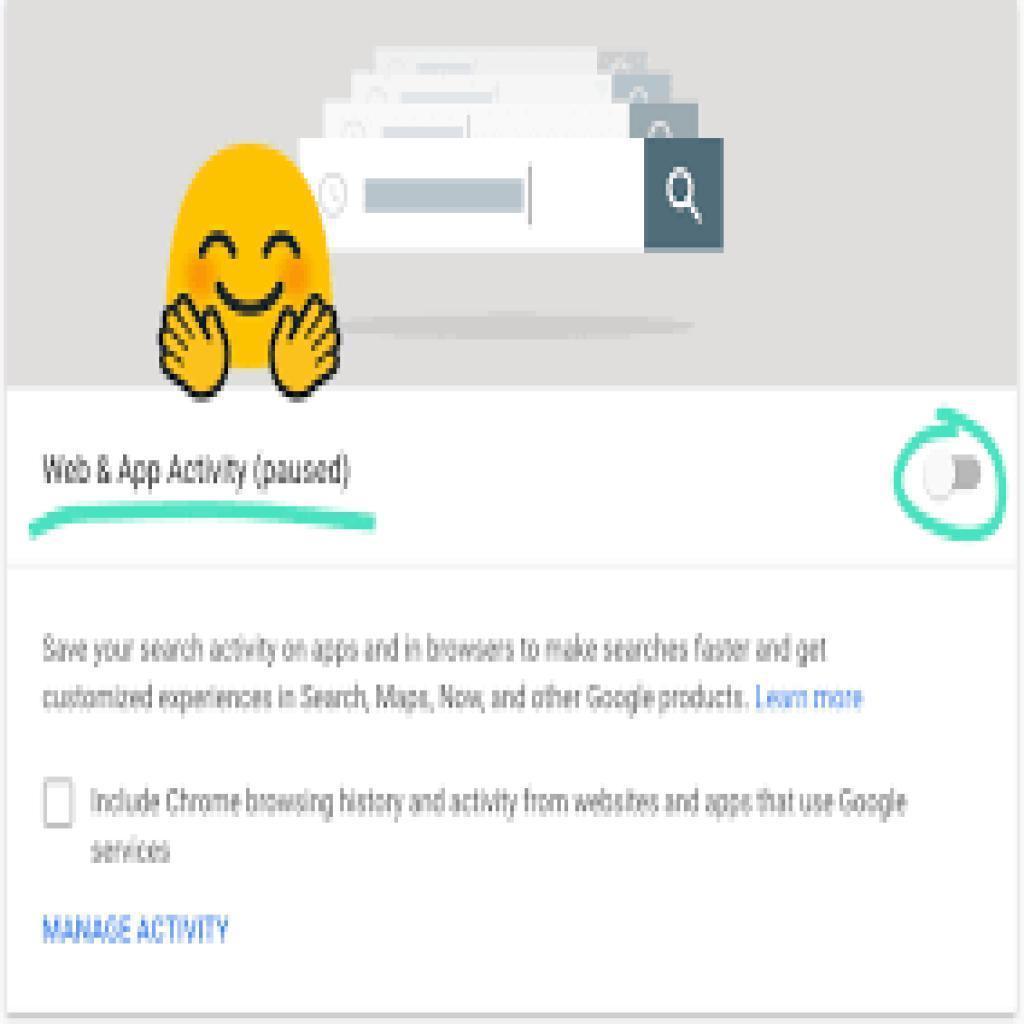 Web & App Activity (paused)
Save your search activity on apps and in browsers to make searches faster and get
customized experiences in Search, Maps, Now, and other Google products. Learn more
Include Chrome browsing history and activity from websites and apps that use Google
services
MANAGE ACTIVITY